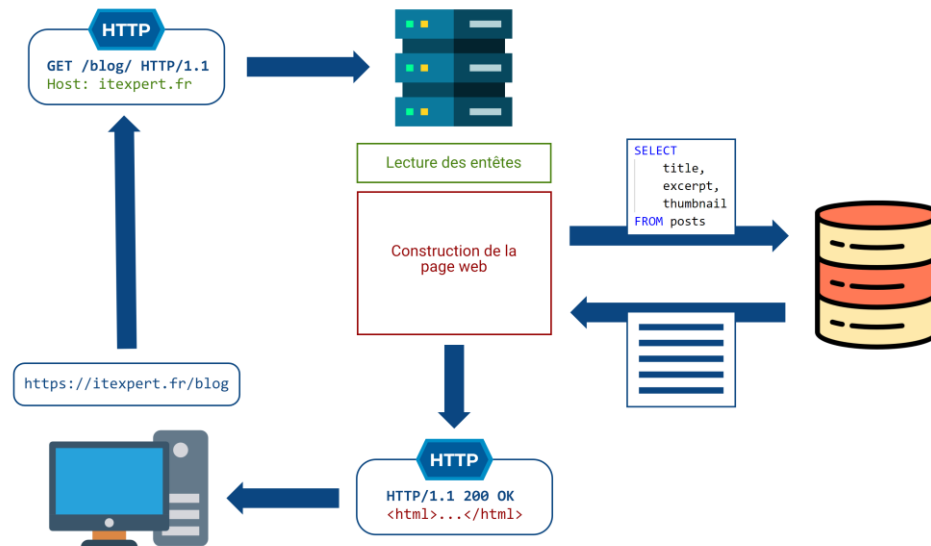 HTTP
GET /blog/ HTTP/1.1
Host: itexpert.fr
Lecture des entêtes
SELECT
title,
excerpt,
thumbnail
FROM posts
Construction de la
page web
https://itexpert.fr/blog
HTTP
HTTP/1.1 200 OK
<html>...</html>